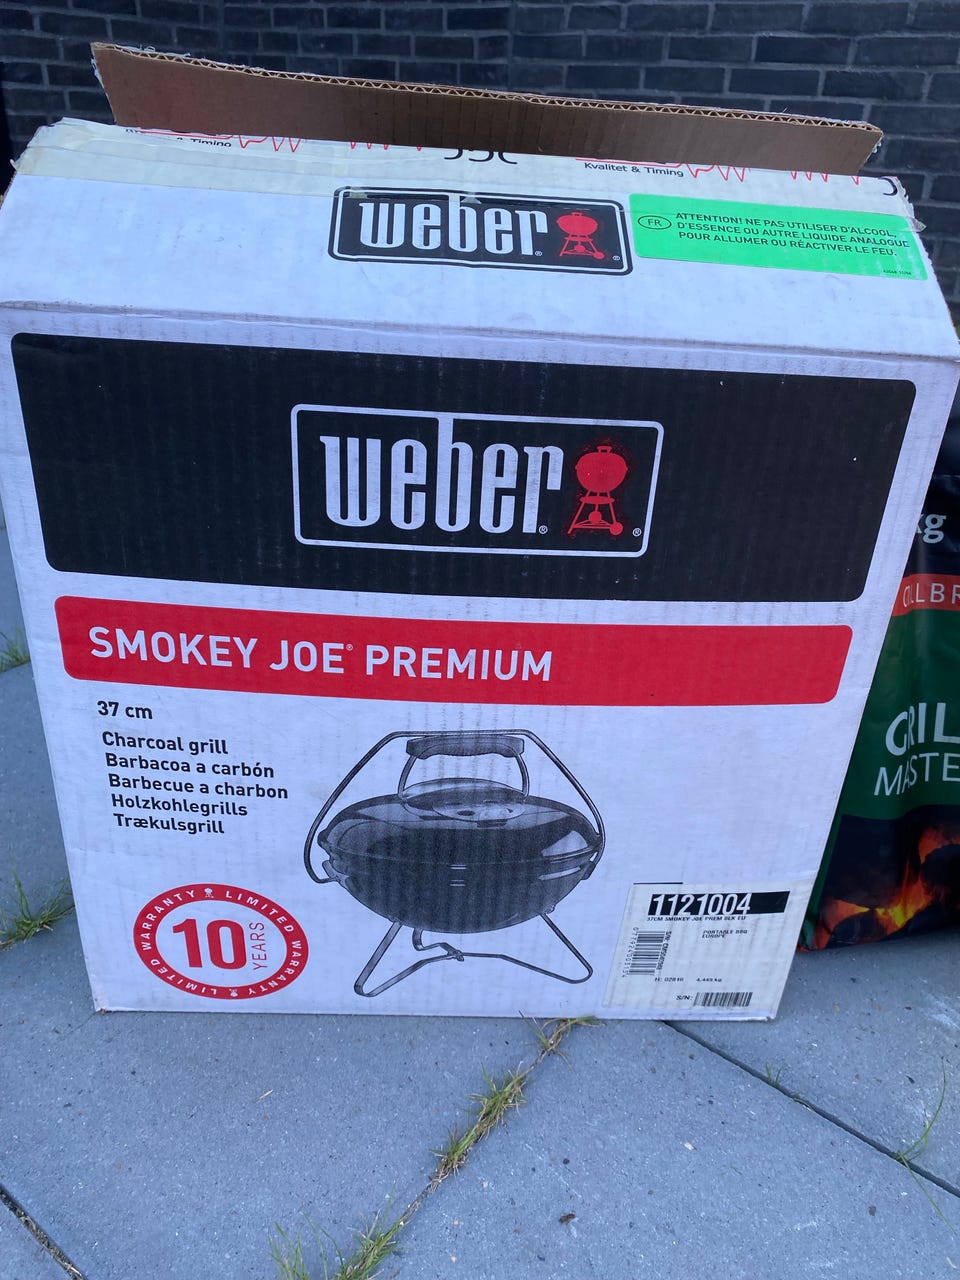 & Timing
Kvalitet & Timing
weber
FR
ATTENTION! NE PAS UTILISER D'ALCOOL,
D'ESSENCE OU AUTRE LIQUIDE ANALOGUE
POUR ALLUMER OU RÉACTIVER LE FEU.
weber
SMOKEY JOE® PREMIUM
37 cm
Charcoal grill
Barbacoa a carbón
Barbecue a charbon
Holzkohlegrills
Trækulsgrill
LIMITED WARRANTY LIMITED WARRANTY
10 YEARS
1121004
37CM SMOKEY JOE PREM BLK EU
PORTABLE BBQ
EUROPE
S/N:
kg
GRIL
MASTE